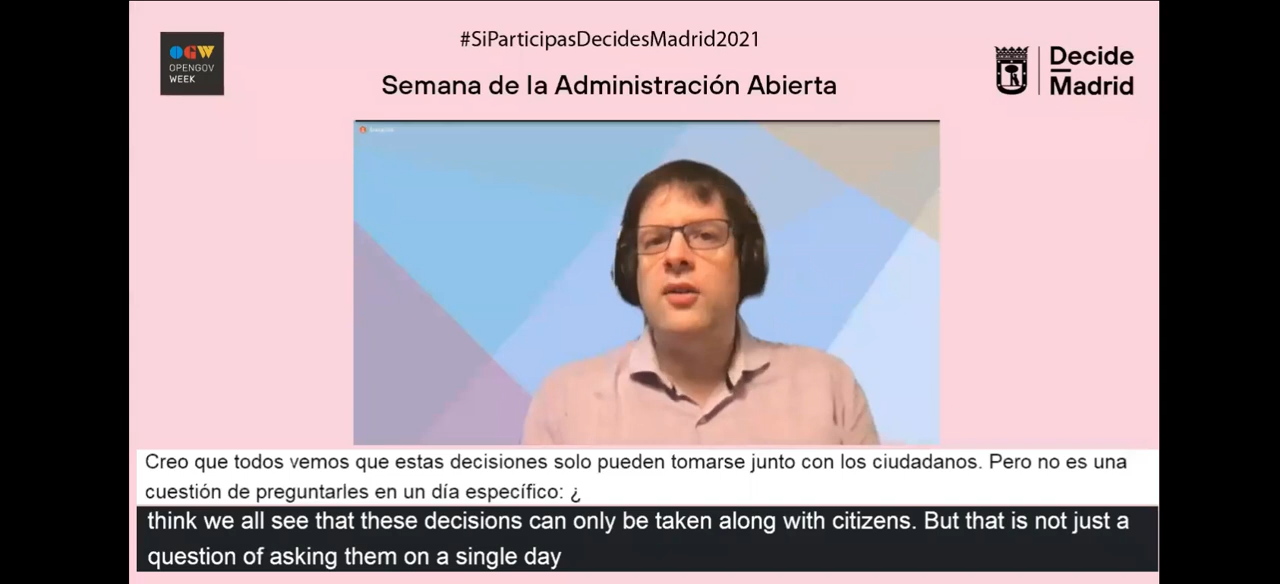 #SiParticipasDecidesMadrid2021
OGW
OPENGOV
WEEK
Semana de la Administración Abierta
Decide
Madrid
Creo que todos vemos que estas decisiones solo pueden tomarse junto con los ciudadanos. Pero no es una
cuestión de preguntarles en un día específico: ¿
think we all see that these decisions can only be taken along with citizens. But that is not just a
question of asking them on a single day